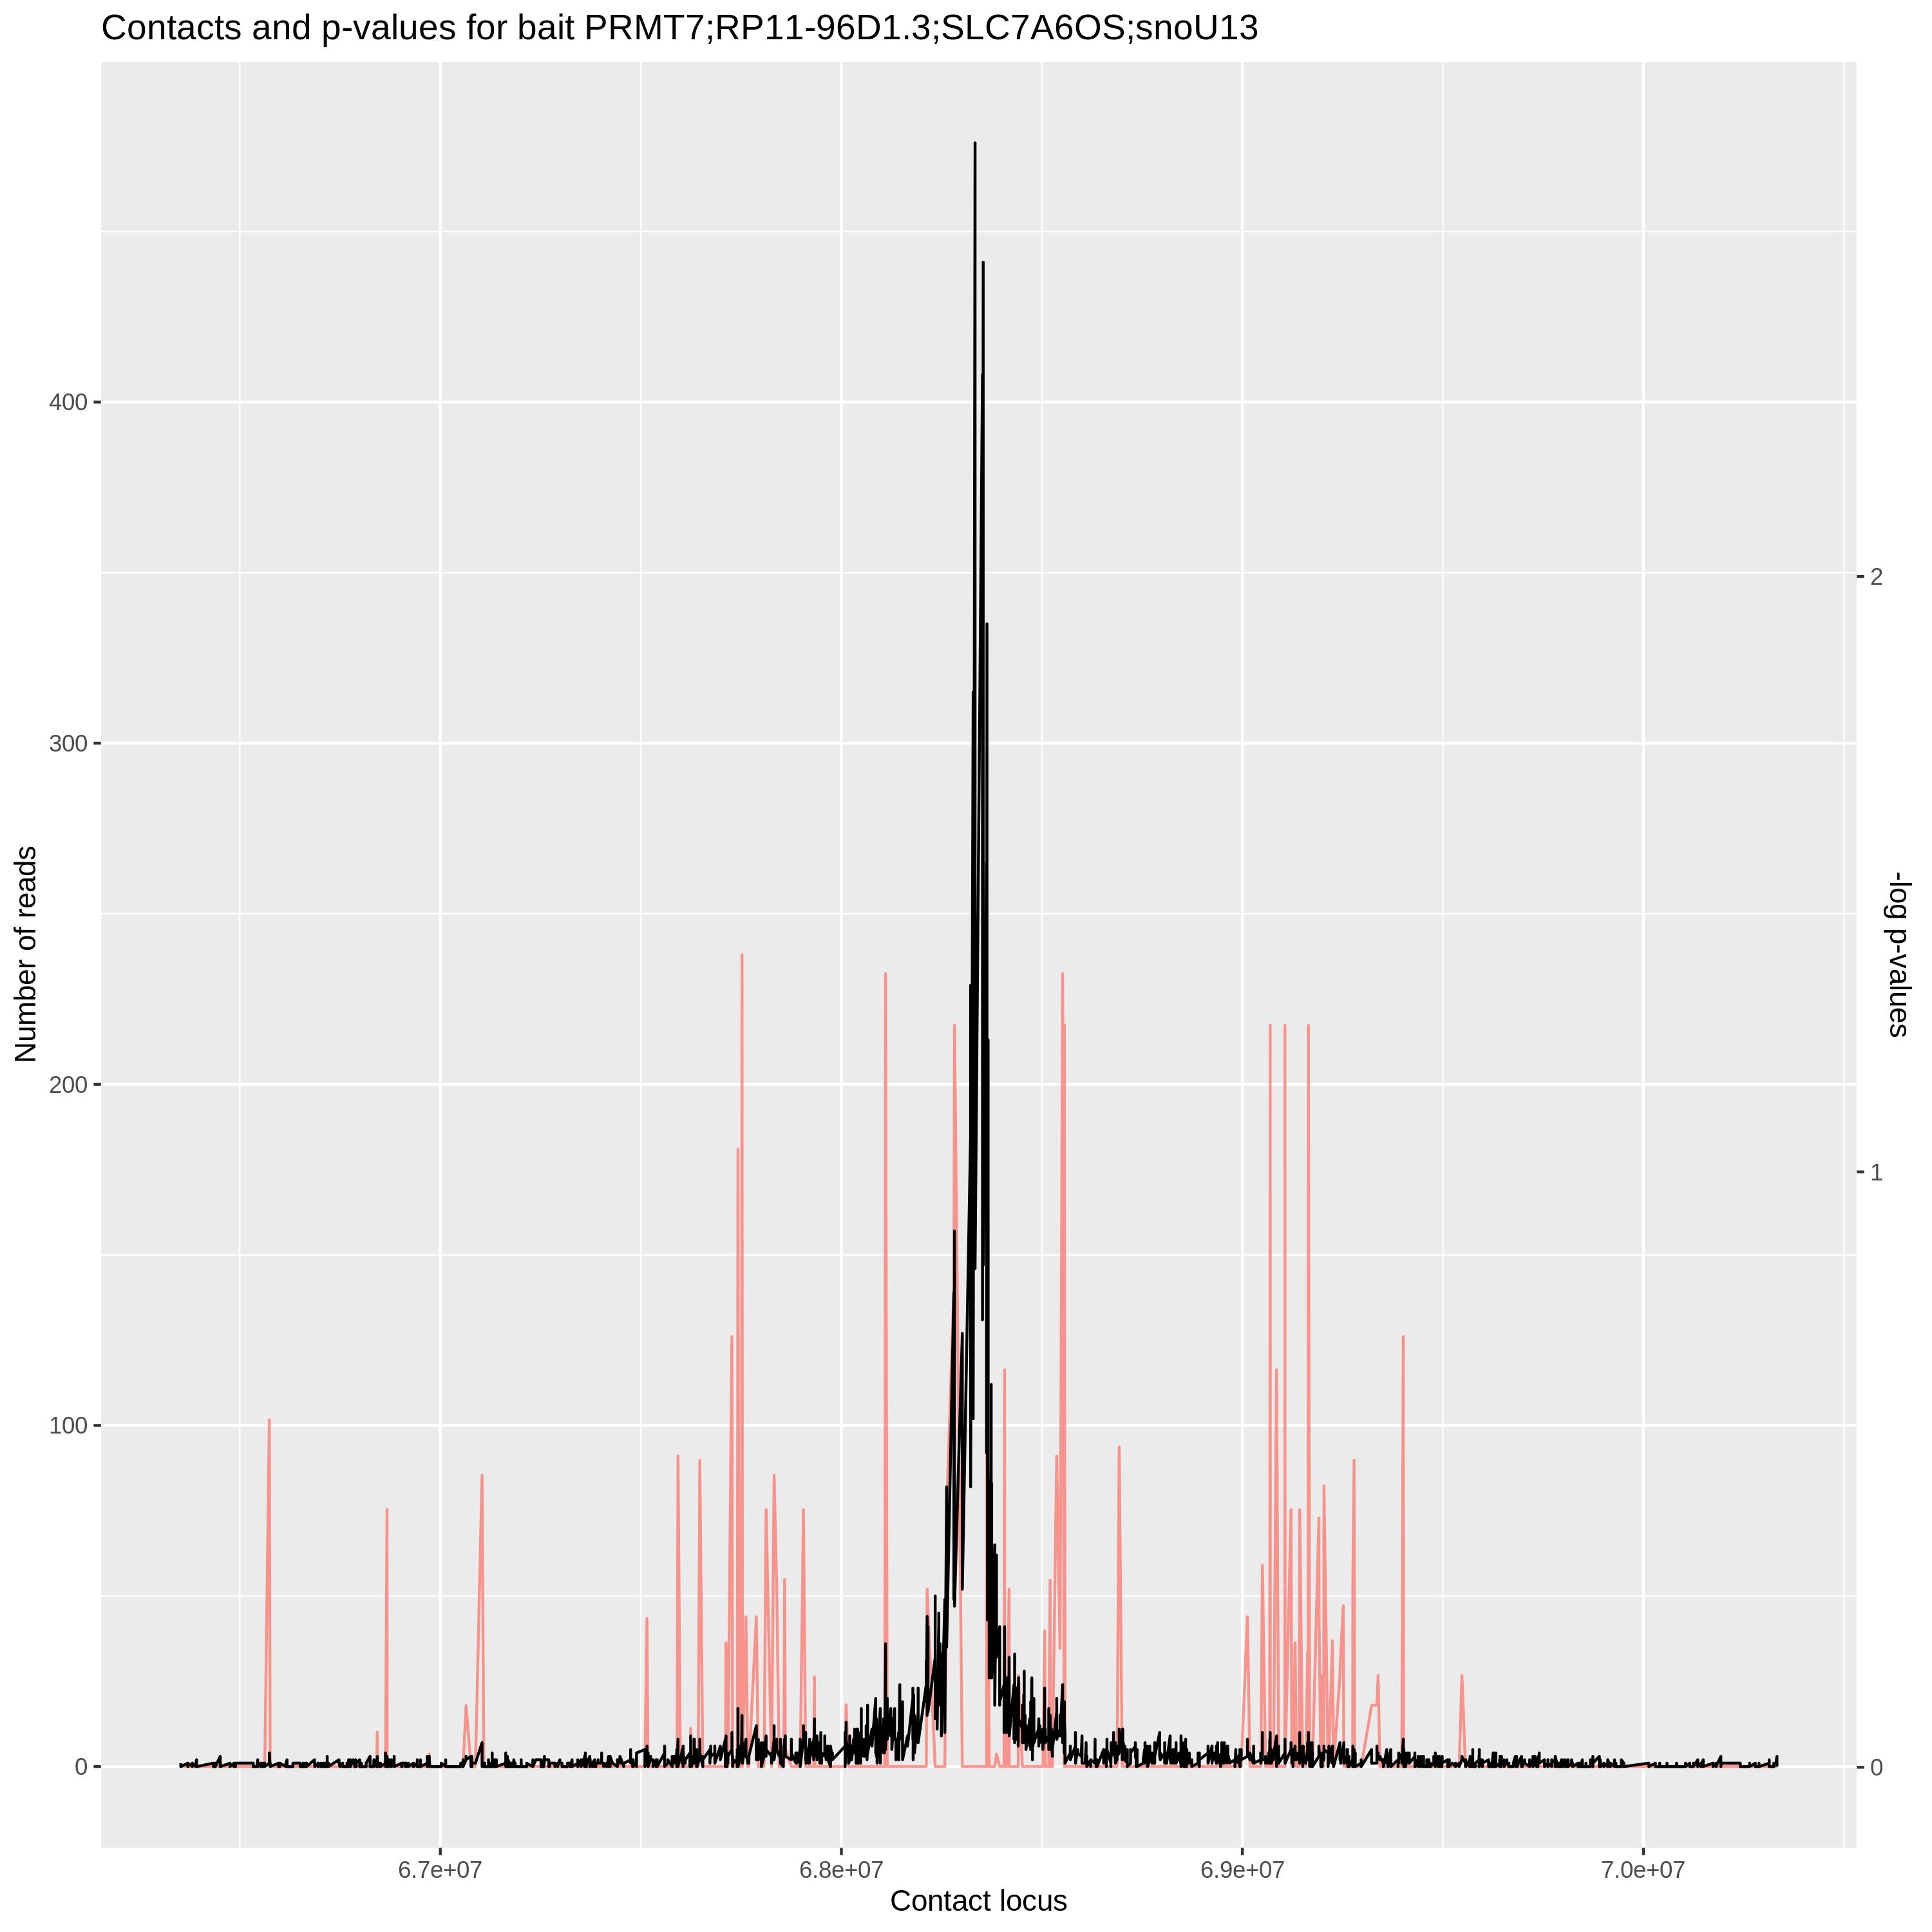 Contacts and p-values for bait PRMT7;RP11-96D1.3;SLC7A6OS;snoU13
Number of reads
400
300
200
100
0
2
1
0
-log p-values
6.7e+07
6.8e+07
6.9e+07
7.0e+07
Contact locus